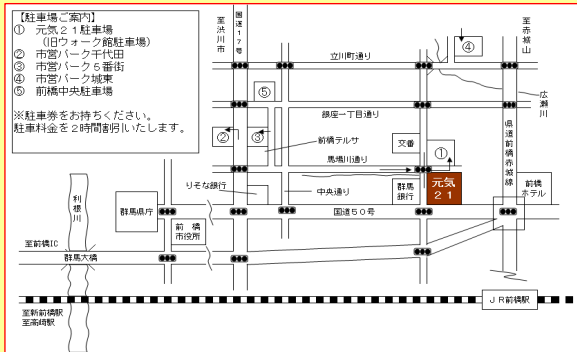 【駐車場ご案内】
① 元気２１駐車場
（旧ウォーク館駐車場）
② 市営パーク千代田
③ 市営パーク５番街
④ 市営パーク城東
⑤ 前橋中央駐車場
※駐車券をお持ちください。
駐車料金を２時間割引いたします。
至渋川市
国道１７号
至赤城山
④
立川町通り
広瀬川
⑤
銀座一丁目通り
県道前橋赤城線
②
③
前橋テルサ
交番
①
馬場川通り
りそな銀行
中央通り
群馬
銀行
元気
２１
前橋
ホテル
利根川
群馬県庁
前橋
市役所
国道５０号
至前橋IC
群馬大橋
ＪＲ前橋駅
至新前橋駅
至高崎駅